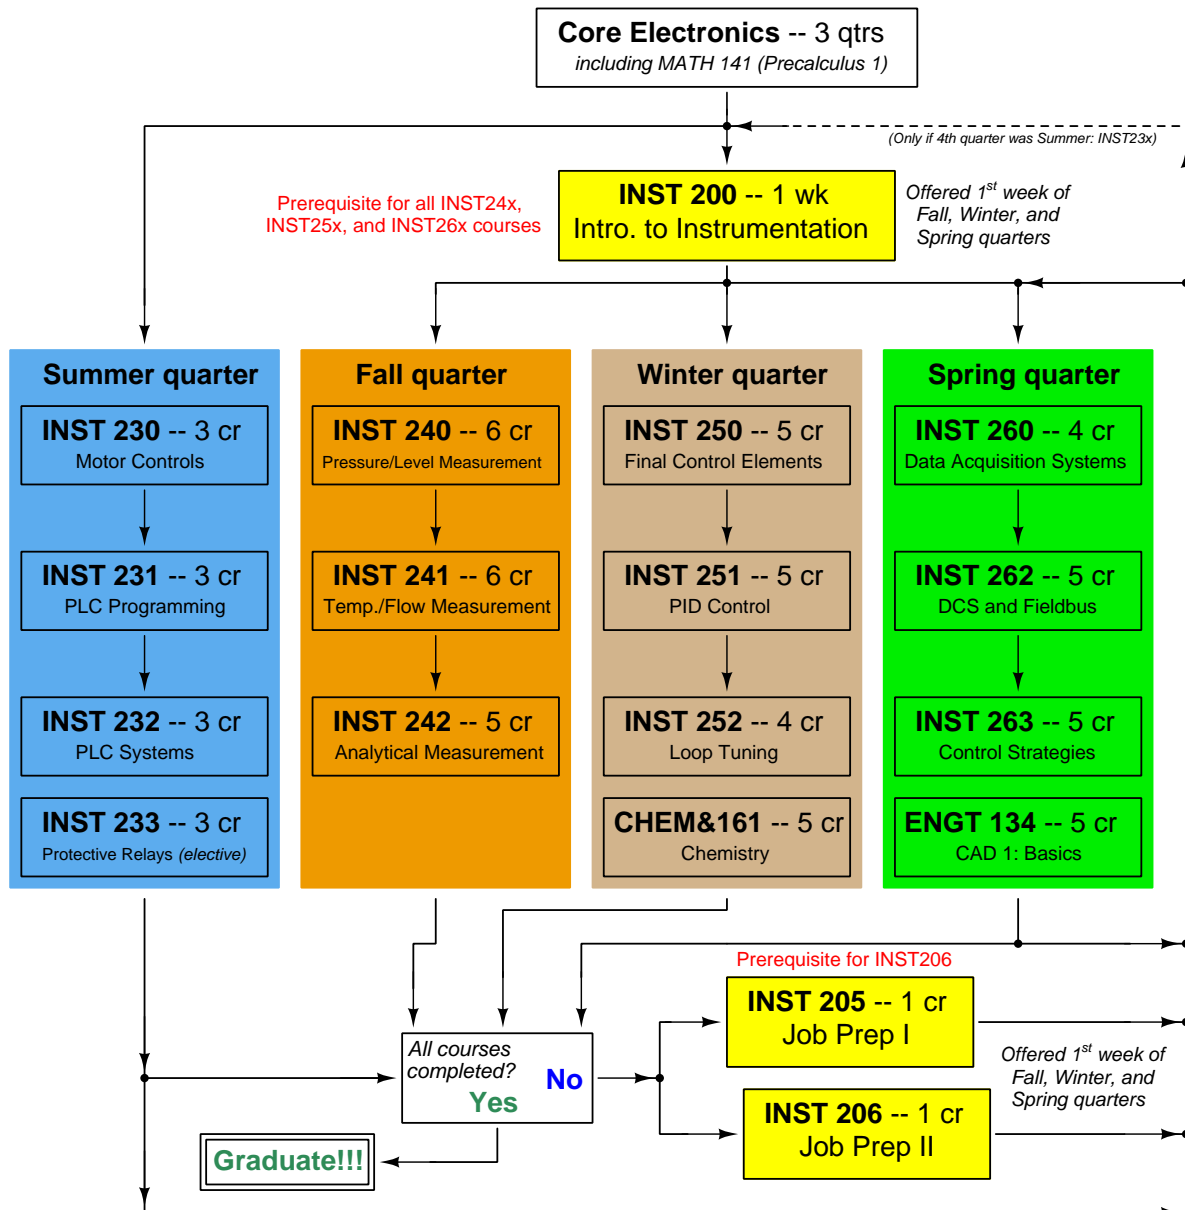 Core Electronics -- 3 qtrs
including MATH 141 (Precalculus 1)
(Only if 4th quarter was Summer: INST23x)
Prerequisite for all INST24x,
INST25x, and INST26x courses
INST 200 -- 1 wk
Intro. to Instrumentation
Offered 1st week of
Fall, Winter, and
Spring quarters
Summer quarter
INST 230 -- 3 cr
Motor Controls
INST 231 -- 3 cr
PLC Programming
INST 232 -- 3 cr
PLC Systems
INST 233 -- 3 cr
Protective Relays (elective)
Fall quarter
INST 240 -- 6 cr
Pressure/Level Measurement
INST 241 -- 6 cr
Temp./Flow Measurement
INST 242 -- 5 cr
Analytical Measurement
Winter quarter
INST 250 -- 5 cr
Final Control Elements
INST 251 -- 5 cr
PID Control
INST 252 -- 4 cr
Loop Tuning
CHEM&161 -- 5 cr
Chemistry
Spring quarter
INST 260 -- 4 cr
Data Acquisition Systems
INST 262 -- 5 cr
DCS and Fieldbus
INST 263 -- 5 cr
Control Strategies
ENGT 134 -- 5 cr
CAD 1: Basics
All courses
completed?
No
Yes
Graduate!!!
Prerequisite for INST206
INST 205 -- 1 cr
Job Prep I
INST 206 -- 1 cr
Job Prep II
Offered 1st week of
Fall, Winter, and
Spring quarters